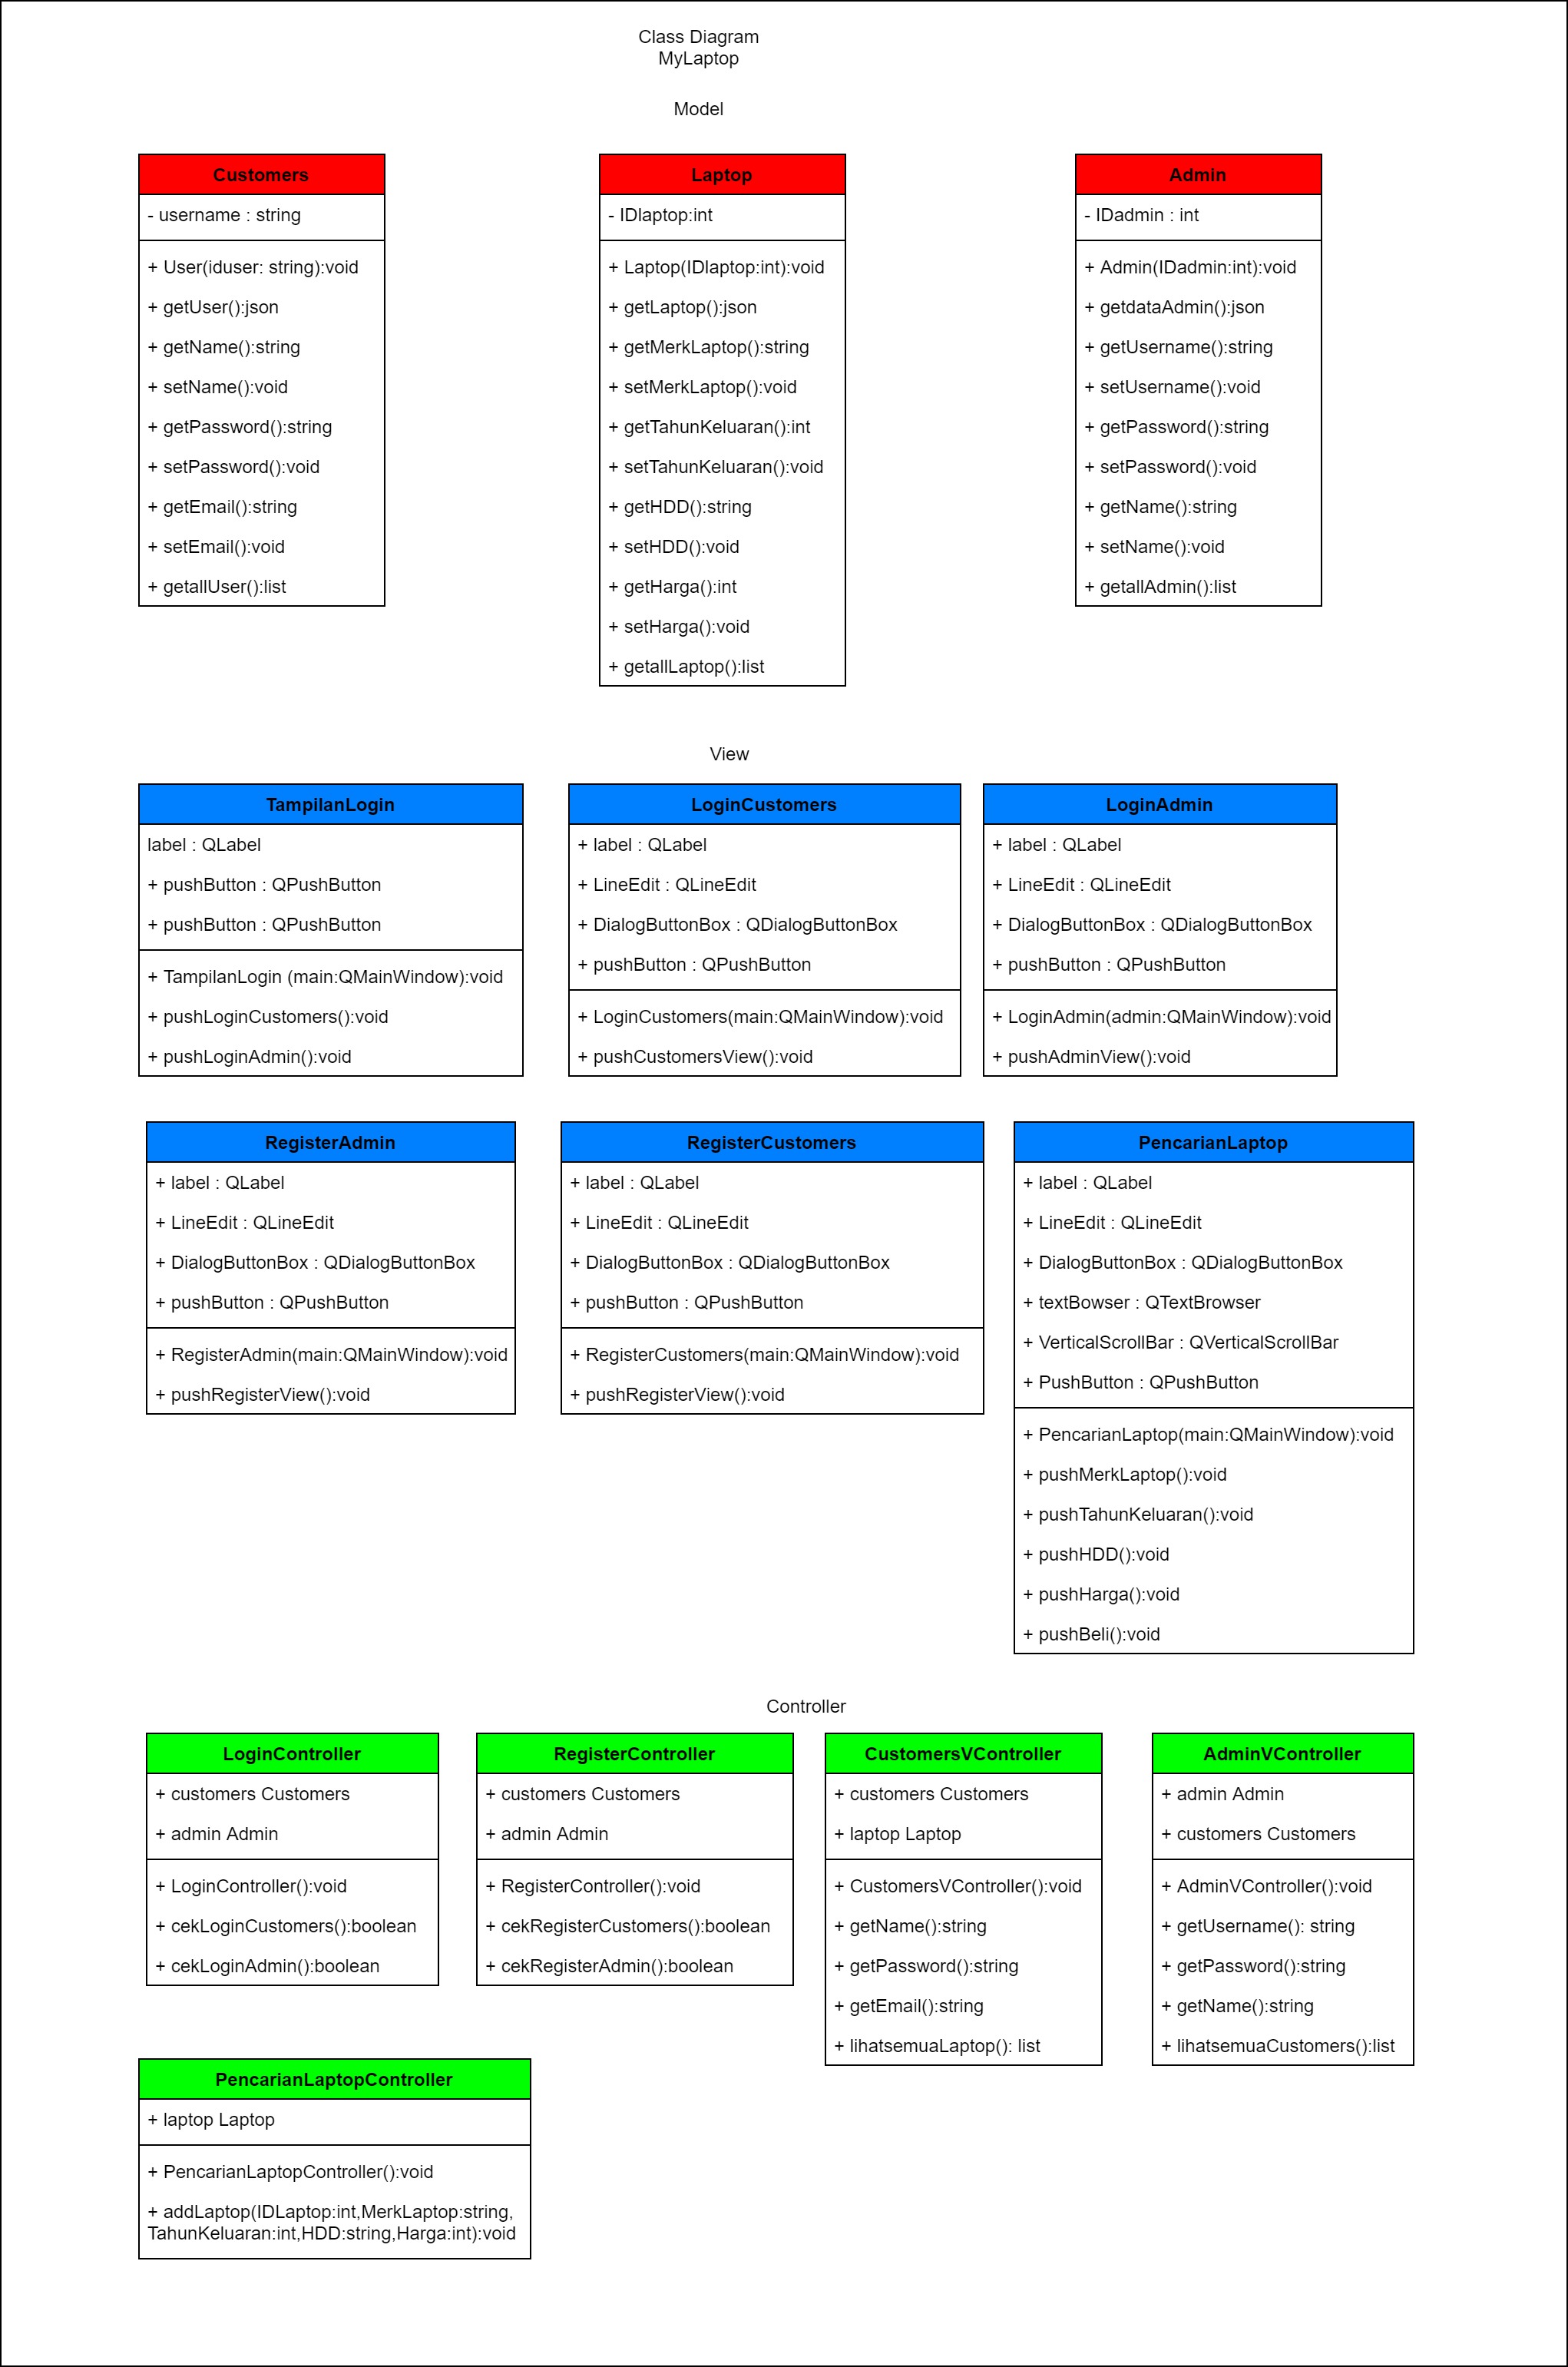 Class Diagram
MyLaptop
Model
Customers
- username : string
+ User(iduser: string):void
+ getUser():json
+ getName():string
+ setName():void
+ getPassword():string
+ setPassword():void
+ getEmail():string
+ setEmail():void
+ getallUser():list
Laptop
- IDlaptop:int
+ Laptop(IDlaptop:int):void
+ getLaptop():json
+ getMerkLaptop():string
+ setMerkLaptop():void
+ getTahunKeluaran():int
+ setTahunKeluaran():void
+ getHDD():string
+ setHDD():void
+ getHarga():int
+ setHarga():void
+ getallLaptop():list
Admin
- IDadmin : int
+ Admin(IDadmin:int):void
+ getdataAdmin():json
+ getUsername():string
+ setUsername():void
+ getPassword():string
+ setPassword():void
+ getName():string
+ setName():void
+ getallAdmin():list
View
TampilanLogin
label : QLabel
+ pushButton : QPushButton
+ pushButton : QPushButton
+ TampilanLogin (main:QMainWindow):void
+ pushLoginCustomers():void
+ pushLoginAdmin():void
LoginCustomers
+ label : QLabel
+ LineEdit : QLineEdit
+ DialogButtonBox : QDialogButtonBox
+ pushButton : QPushButton
+ LoginCustomers(main:QMainWindow):void
+ pushCustomersView():void
LoginAdmin
+ label : QLabel
+ LineEdit : QLineEdit
+ DialogButtonBox : QDialogButtonBox
+ pushButton : QPushButton
+ LoginAdmin(admin:QMainWindow):void
+ pushAdminView():void
RegisterAdmin
+ label : QLabel
+ LineEdit : QLineEdit
+ DialogButtonBox : QDialogButtonBox
+ pushButton : QPushButton
+ RegisterAdmin(main:QMainWindow):void
+ pushRegisterView():void
RegisterCustomers
+ label : QLabel
+ LineEdit : QLineEdit
+ DialogButtonBox : QDialogButtonBox
+ pushButton : QPushButton
+ RegisterCustomers(main:QMainWindow):void
+ pushRegisterView():void
PencarianLaptop
+ label : QLabel
+ LineEdit : QLineEdit
+ DialogButtonBox : QDialogButtonBox
+ textBowser : QTextBrowser
+ VerticalScrollBar : QVerticalScrollBar
+ PushButton : QPushButton
+ PencarianLaptop(main:QMainWindow):void
+ pushMerkLaptop():void
+ pushTahunKeluaran():void
+ pushHDD():void
+ pushHarga():void
+ pushBeli():void
Controller
LoginController
+ customers Customers
+ admin Admin
+ LoginController():void
+ cekLoginCustomers():boolean
+ cekLoginAdmin():boolean
RegisterController
+ customers Customers
+ admin Admin
+ RegisterController():void
+ cekRegisterCustomers():boolean
+ cekRegisterAdmin():boolean
CustomersVController
+ customers Customers
+ laptop Laptop
+ CustomersVController():void
+ getName():string
+ getPassword():string
+ getEmail():string
+ lihatsemuaLaptop(): list
AdminVController
+ admin Admin
+ customers Customers
+ AdminVController():void
+ getUsername(): string
+ getPassword():string
+ getName():string
+ lihatsemuaCustomers():list
PencarianLaptopController
+ laptop Laptop
+ PencarianLaptopController():void
+ addLaptop(IDLaptop:int,MerkLaptop:string,
TahunKeluaran:int,HDD:string,Harga:int):void